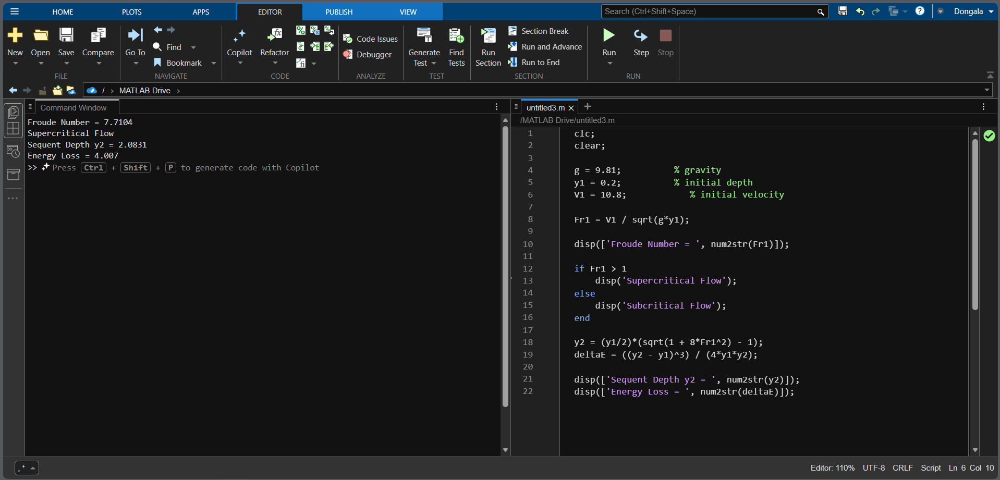 HOME PLOTS APPS EDITOR PUBLISH VIEW Search (Ctrl+Shift+Space) Dongala
New Open Save Compare
FILE
Go To Find Bookmark
NAVIGATE
Copilot Refactor
CODE
Code Issues
Debugger
ANALYZE
Generate Test Find Tests
TEST
Run Section
Section Break
Run and Advance
Run to End
SECTION
Run Step Stop
RUN
/ › MATLAB Drive ›
Command Window
Froude Number = 7.7104
Supercritical Flow
Sequent Depth y2 = 2.0831
Energy Loss = 4.007
>> Press Ctrl + Shift + P to generate code with Copilot
untitled3.m
/MATLAB Drive/untitled3.m
1 clc;
2 clear;
3
4 g = 9.81; % gravity
5 y1 = 0.2; % initial depth
6 V1 = 10.8; % initial velocity
7
8 Fr1 = V1 / sqrt(g*y1);
9
10 disp(['Froude Number = ', num2str(Fr1)]);
11
12 if Fr1 > 1
13 disp('Supercritical Flow');
14 else
15 disp('Subcritical Flow');
16 end
17
18 y2 = (y1/2)*(sqrt(1 + 8*Fr1^2) - 1);
19 deltaE = ((y2 - y1)^3) / (4*y1*y2);
20
21 disp(['Sequent Depth y2 = ', num2str(y2)]);
22 disp(['Energy Loss = ', num2str(deltaE)]);
Editor: 110% UTF-8 CRLF Script Ln 6 Col 10